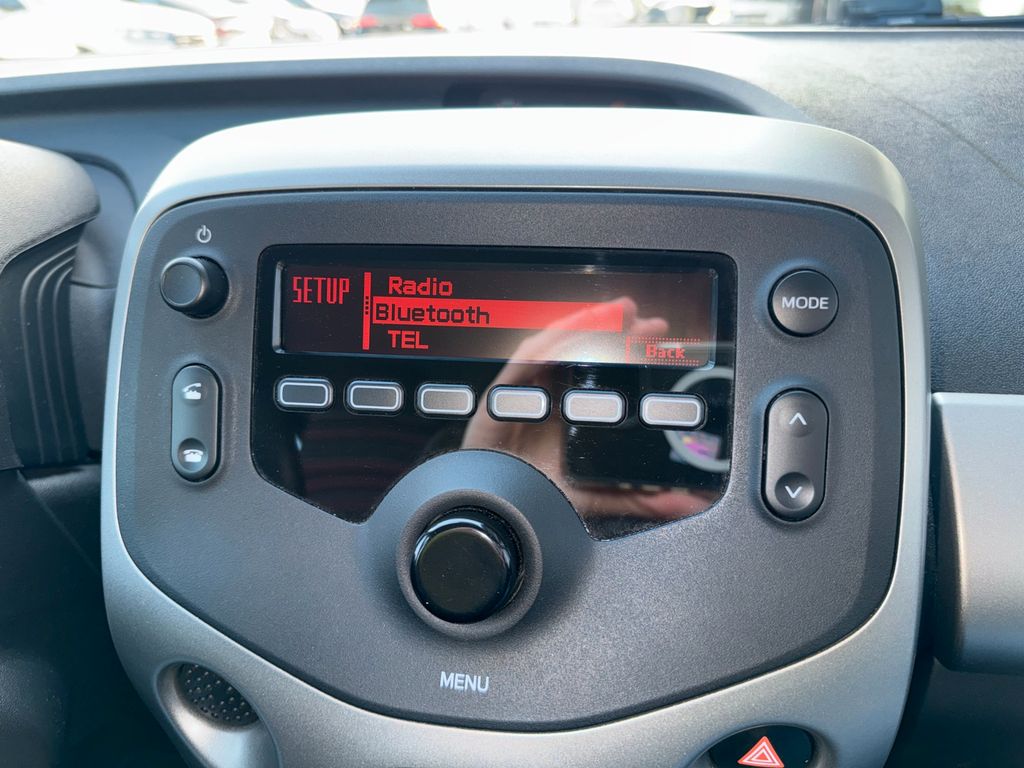 SETUP
Radio
Bluetooth
TEL
Back
MODE
MENU